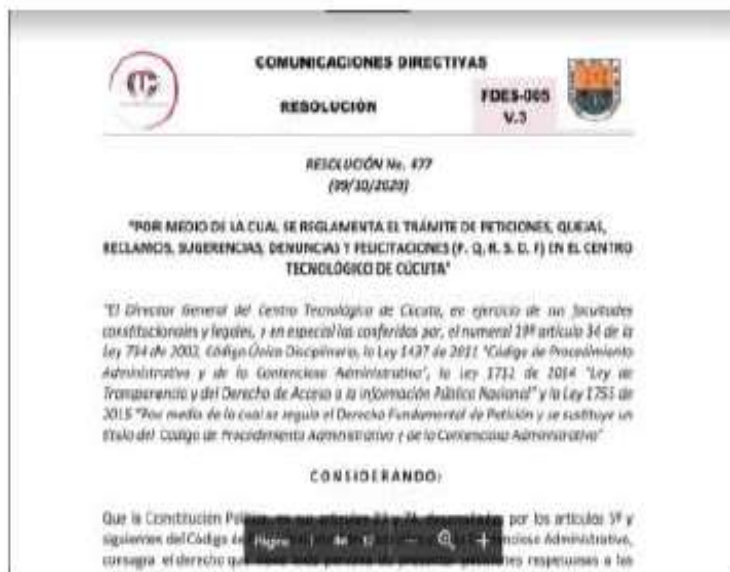 COMUNICACIONES DIRECTIVAS
RESOLUCIÓN
FDES-005
V.3
RESOLUCIÓN No. 477
(09/10/2020)
"POR MEDIO DE LA CUAL SE REGLAMENTA EL TRÁMITE DE PETICIONES, QUEJAS,
RECLAMOS, SUGERENCIAS, DENUNCIAS Y FELICITACIONES (P. Q. R. S. D. F) EN EL CENTRO
TECNOLÓGICO DE CÚCUTA"
"El Director General del Centro Tecnológico de Cúcuta, en ejercicio de sus facultades
constitucionales y legales, y en especial las conferidas por, el numeral 19º artículo 34 de la
Ley 734 de 2002, Código Único Disciplinario, la Ley 1437 de 2011 "Código de Procedimiento
Administrativo y de lo Contencioso Administrativo", la ley 1712 de 2014 "Ley de
Transparencia y del Derecho de Acceso a la información Pública Nacional" y la Ley 1755 de
2015 "Por medio de la cual se regula el Derecho Fundamental de Petición y se sustituye un
título del Código de Procedimiento Administrativo y de lo Contencioso Administrativo"
CONSIDERANDO:
Que la Constitución por los artículos 5º y
siguientes del Código de Administrativo,
consagra el derecho que respetuosas a las
Página 1 de